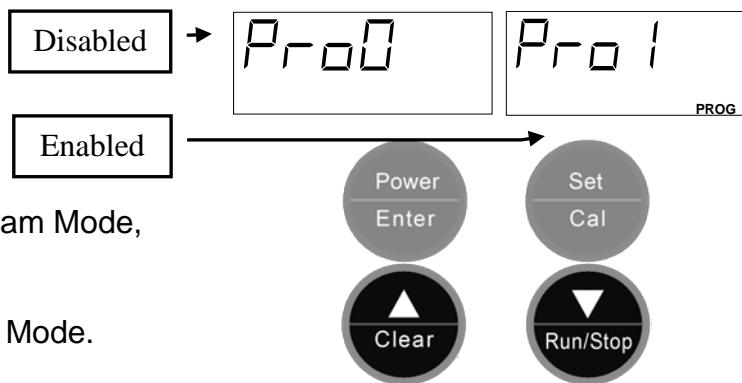 Disabled
Pro0
Pro1
PROG
Enabled
Power
Enter
Set
Cal
am Mode,
Clear
Run/Stop
Mode.